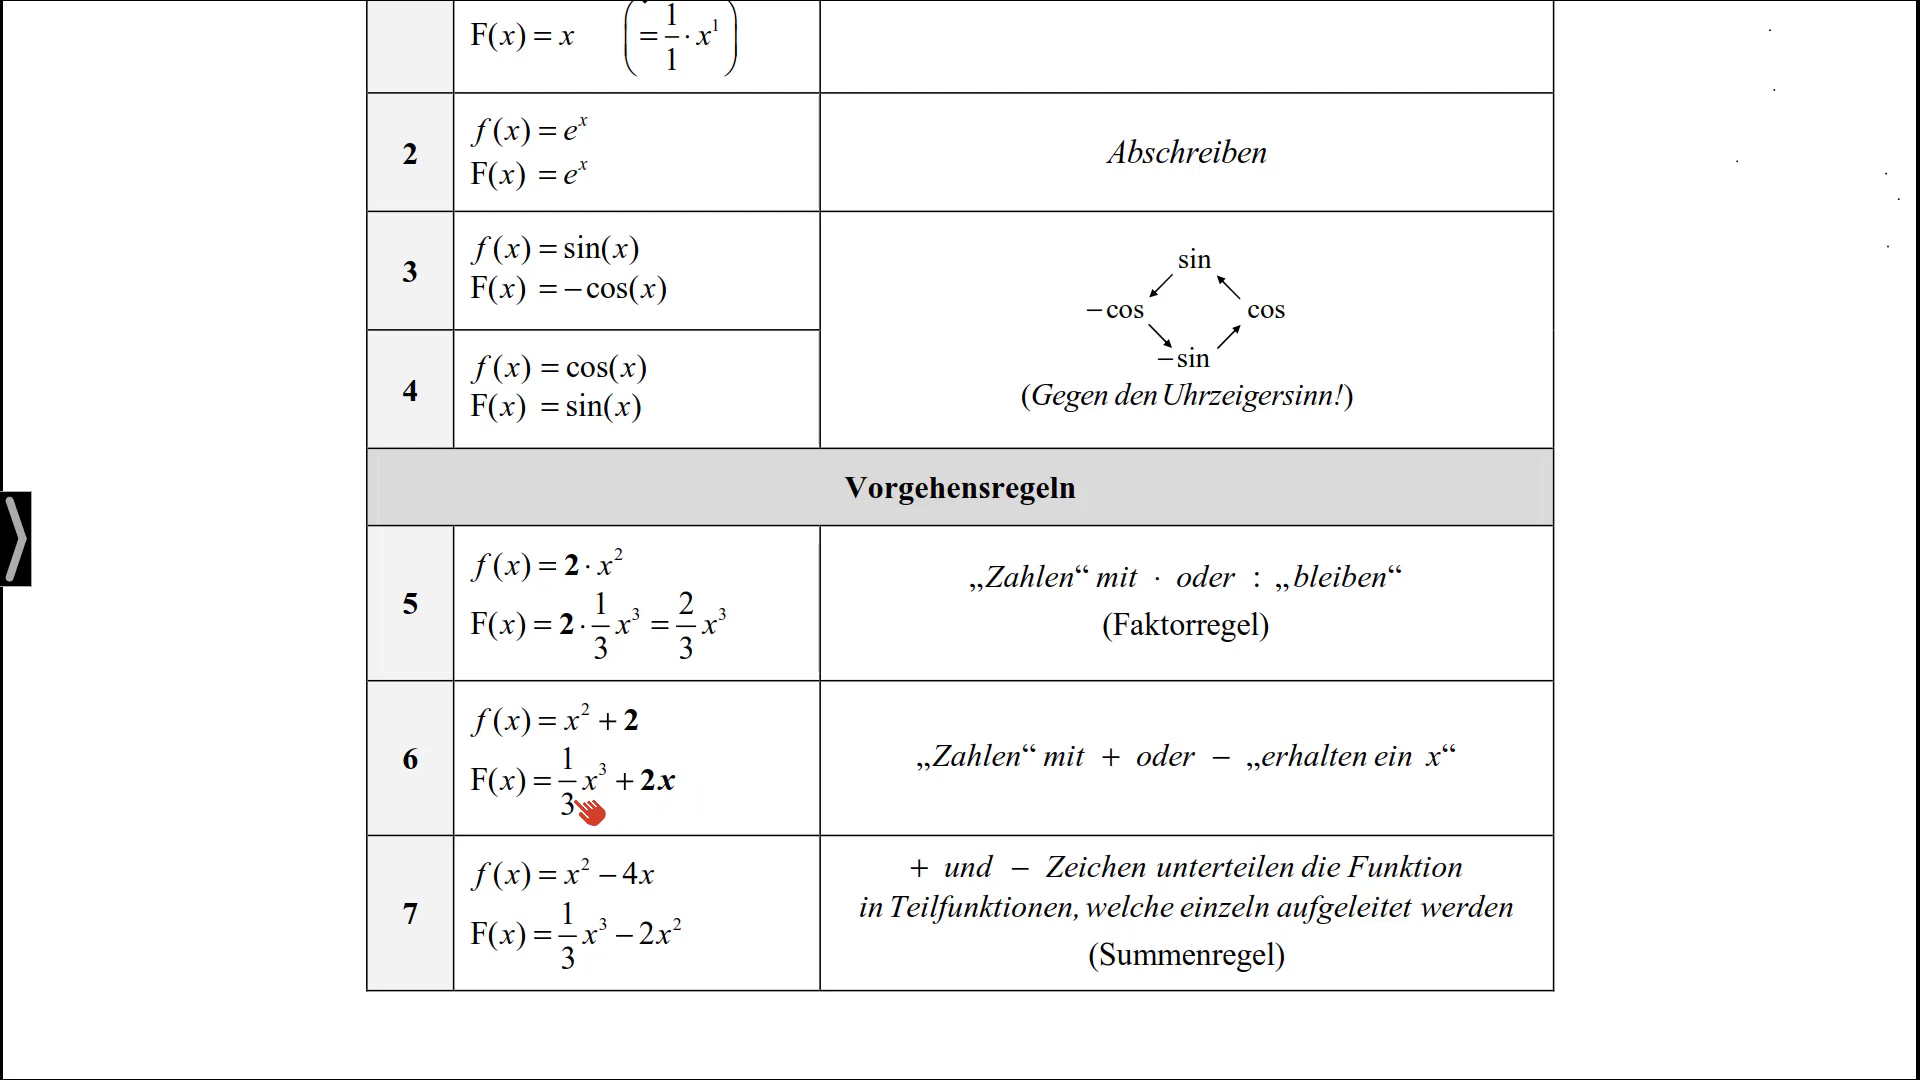 F(x) = x (= 1/1 · x¹)
2
f(x) = eˣ
F(x) = eˣ
Abschreiben
3
f(x) = sin(x)
F(x) = −cos(x)
4
f(x) = cos(x)
F(x) = sin(x)
sin
−cos cos
−sin
(Gegen den Uhrzeigersinn!)
Vorgehensregeln
5
f(x) = 2 · x²
F(x) = 2 · 1/3 x³ = 2/3 x³
„Zahlen“ mit · oder : „bleiben“
(Faktorregel)
6
f(x) = x² + 2
F(x) = 1/3 x³ + 2x
„Zahlen“ mit + oder − „erhalten ein x“
7
f(x) = x² − 4x
F(x) = 1/3 x³ − 2x²
+ und − Zeichen unterteilen die Funktion
in Teilfunktionen, welche einzeln aufgeleitet werden
(Summenregel)